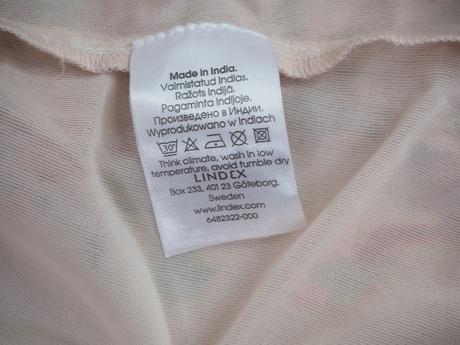 Made in India.
Valmistatud Indias.
Ražots Indijā.
Pagaminta Indijoje.
Произведено в Индии.
Wyprodukowano w Indiach
30°
Think climate, wash in low
temperature, avoid tumble dry
LINDEX
Box 233, 401 23 Göteborg.
Sweden
www.lindex.com
6482322-000